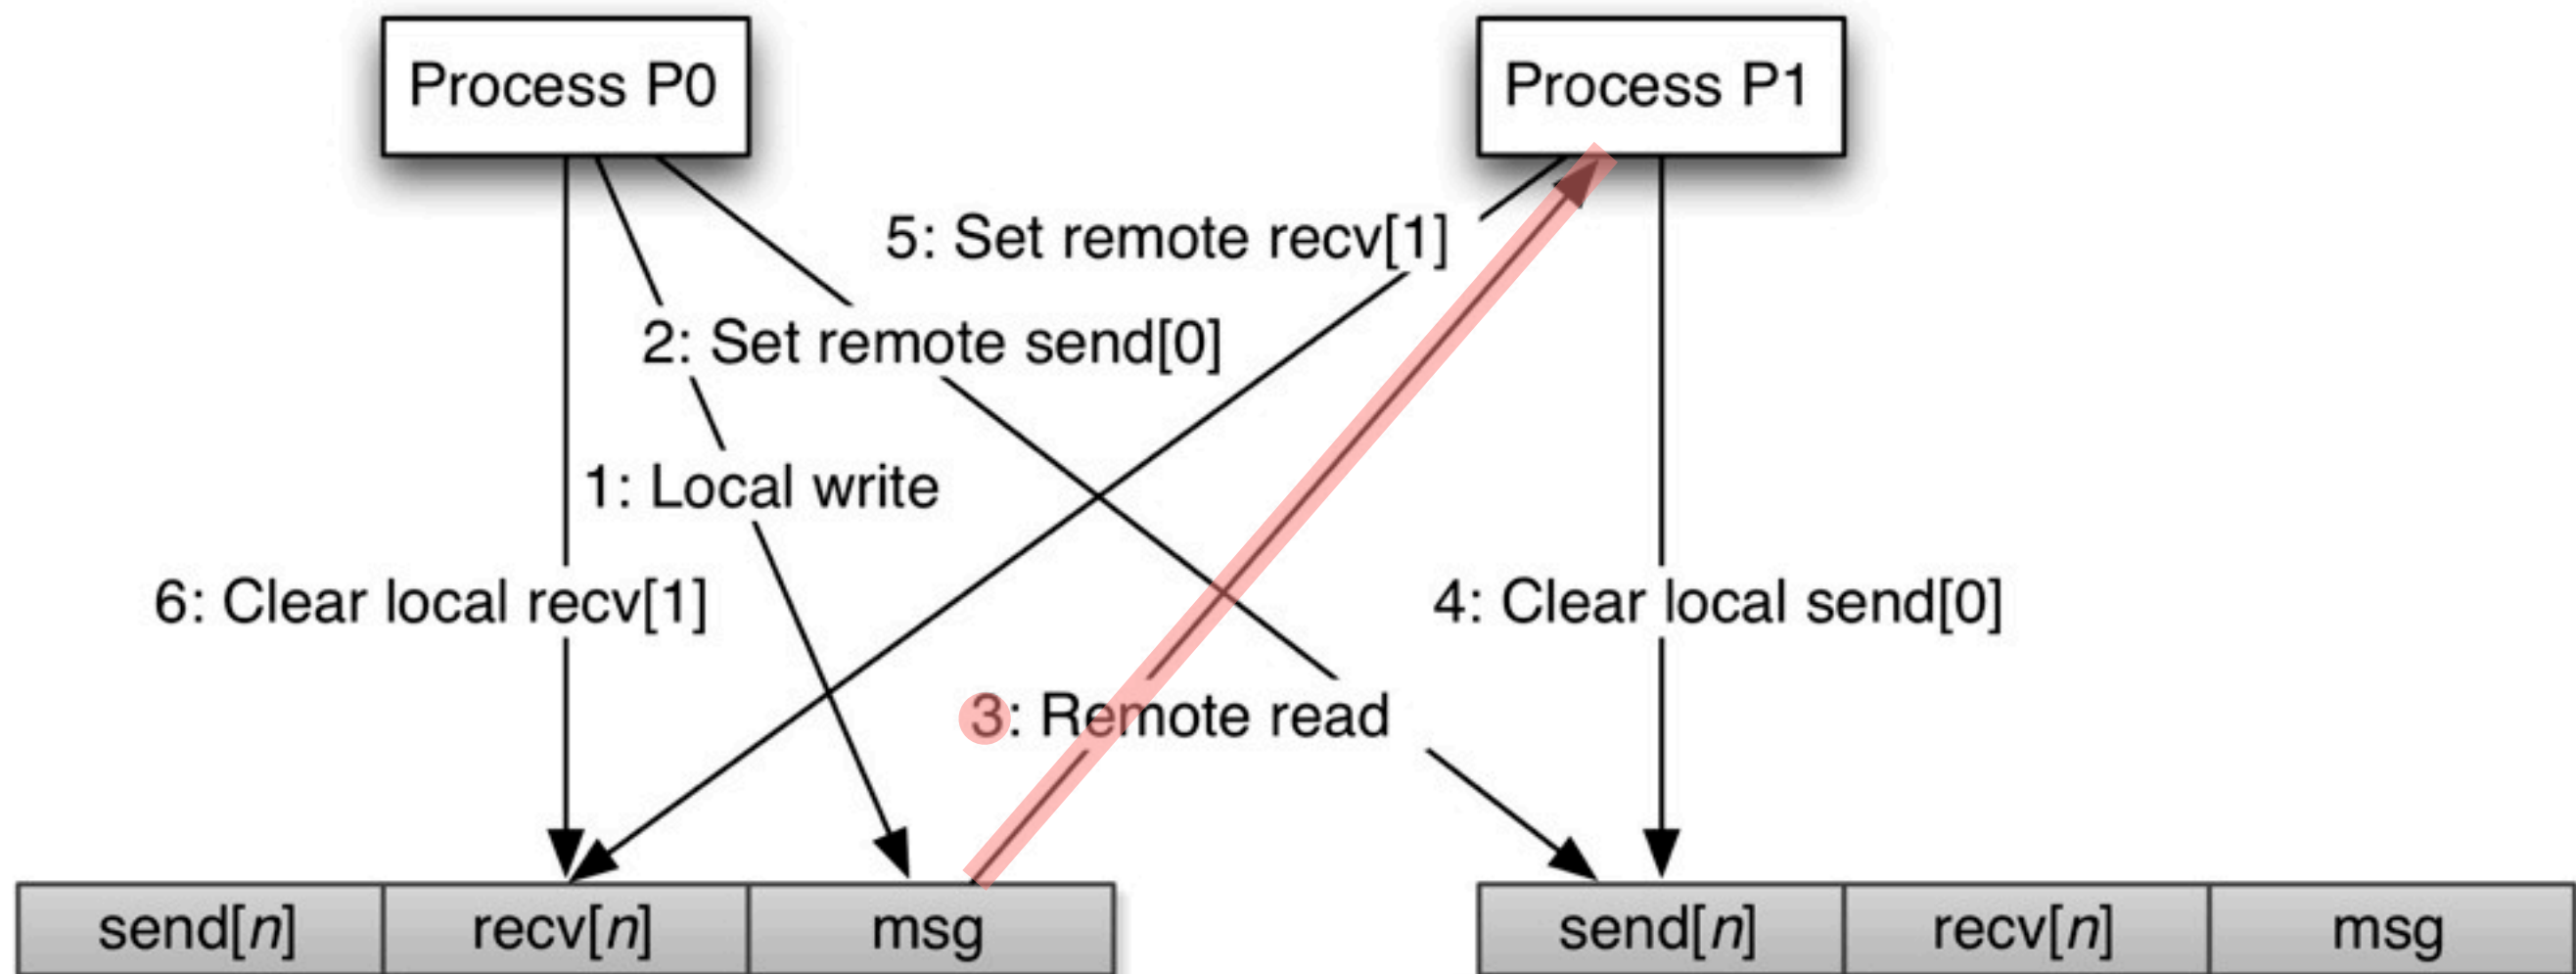 Process P0
Process P1
5: Set remote recv[1]
2: Set remote send[0]
1: Local write
6: Clear local recv[1]
4: Clear local send[0]
3: Remote read
send[n] recv[n] msg
send[n] recv[n] msg